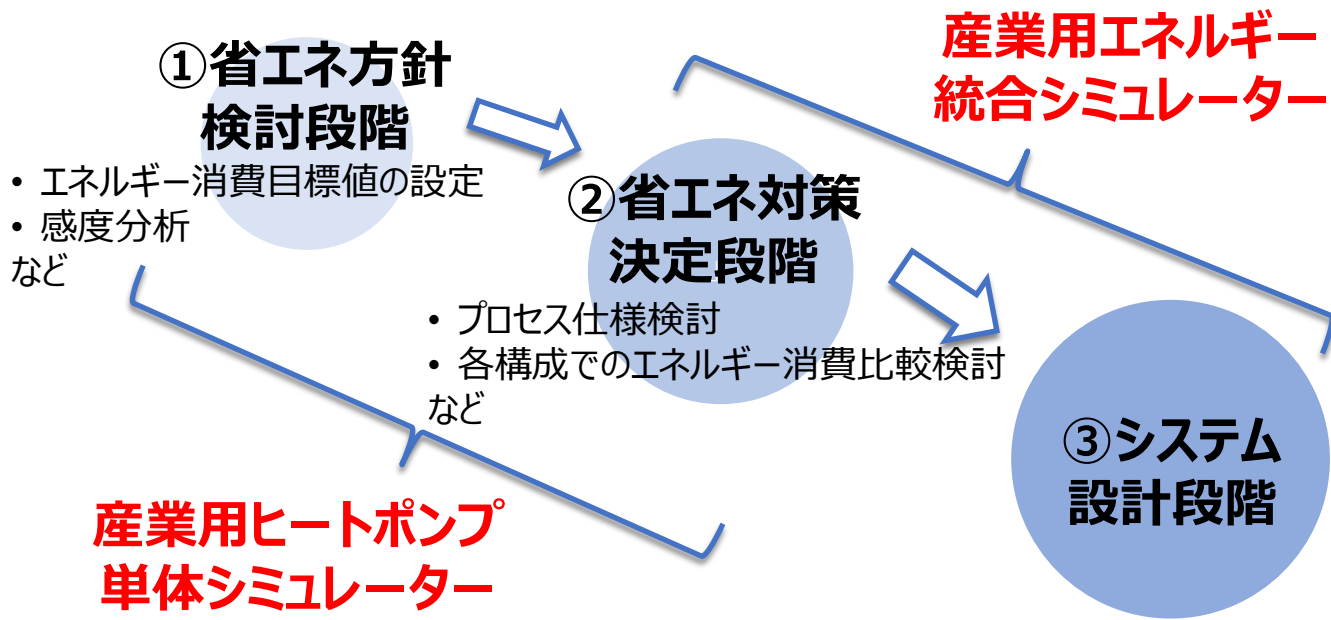 ①省エネ方針
検討段階
• エネルギー消費目標値の設定
• 感度分析
など
産業用エネルギー
統合シミュレーター
②省エネ対策
決定段階
• プロセス仕様検討
• 各構成でのエネルギー消費比較検討
など
③システム
設計段階
産業用ヒートポンプ
単体シミュレーター